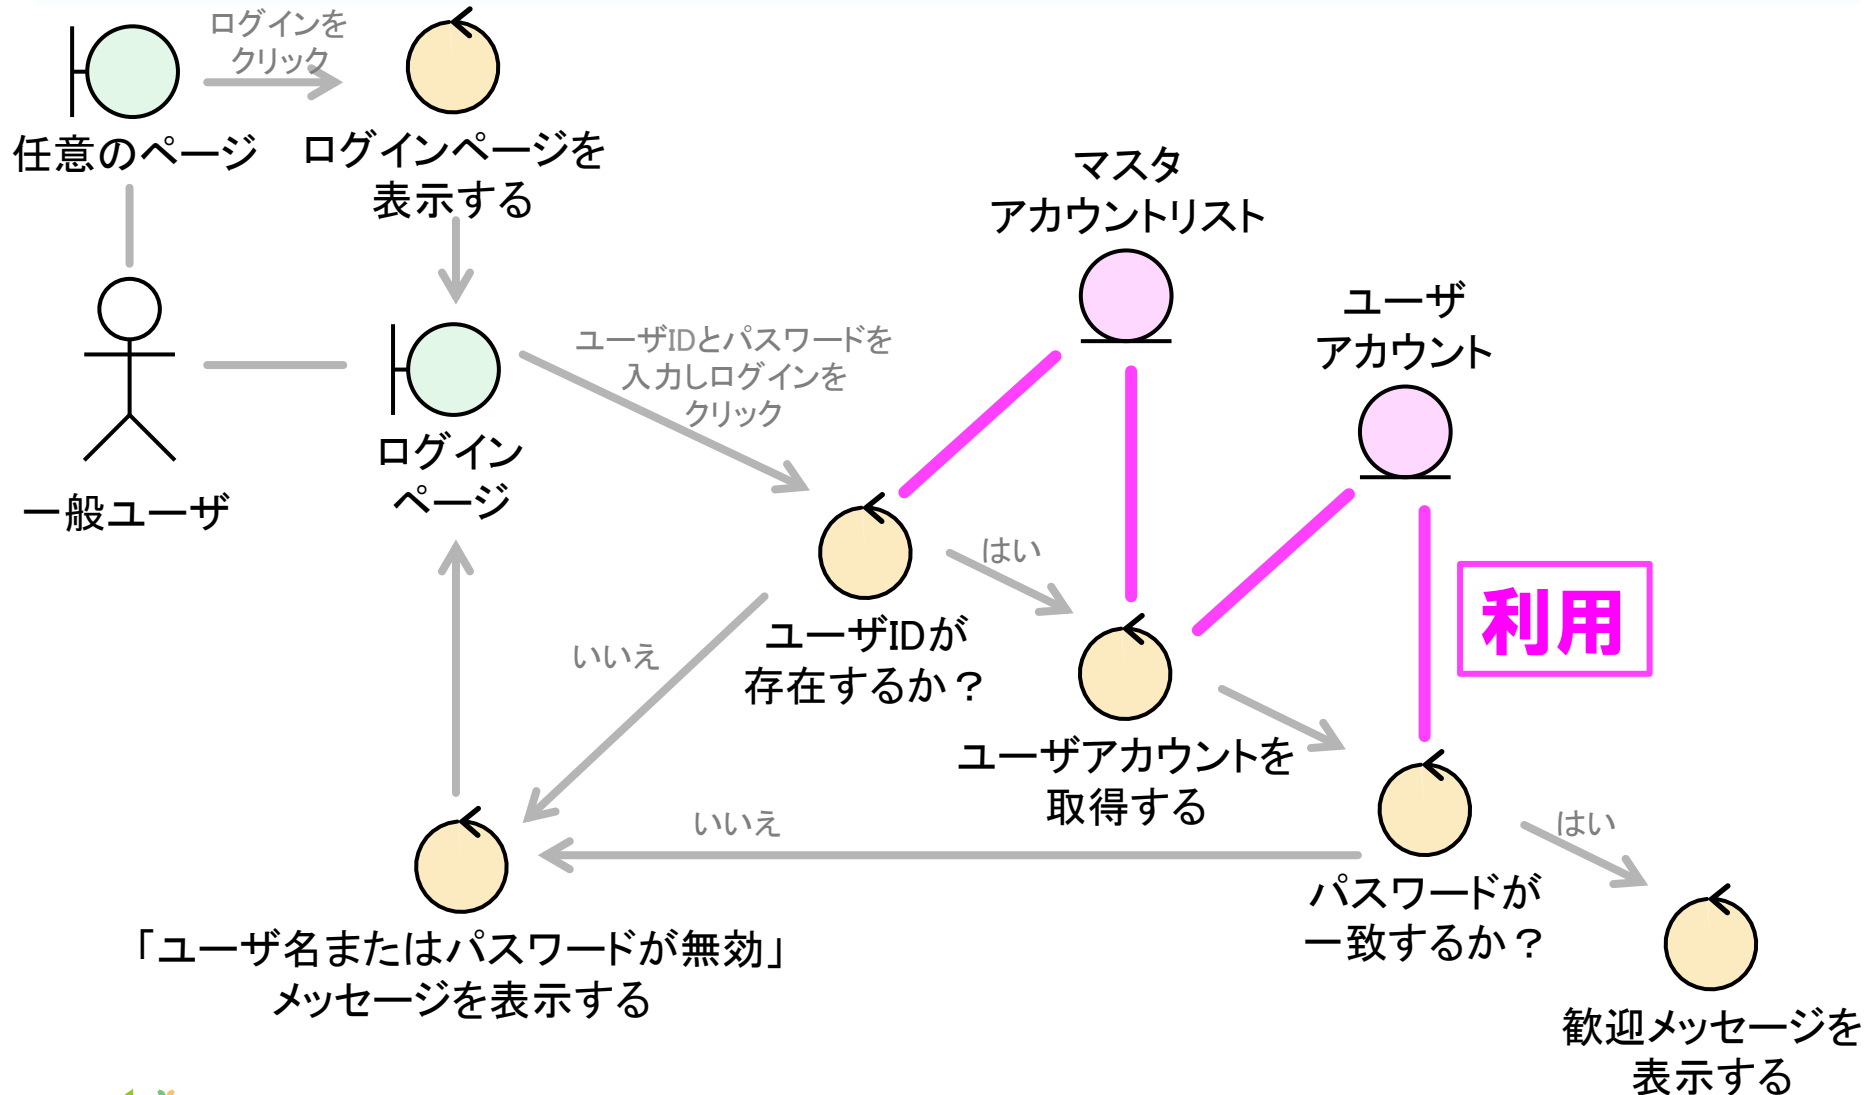 ログインを
クリック
任意のページ
ログインページを
表示する
マスタ
アカウントリスト
ユーザ
アカウント
ユーザIDとパスワードを
入力しログインを
クリック
ログイン
ページ
一般ユーザ
はい
利用
ユーザIDが
存在するか？
いいえ
ユーザアカウントを
取得する
いいえ
はい
パスワードが
一致するか？
「ユーザ名またはパスワードが無効」
メッセージを表示する
歓迎メッセージを
表示する